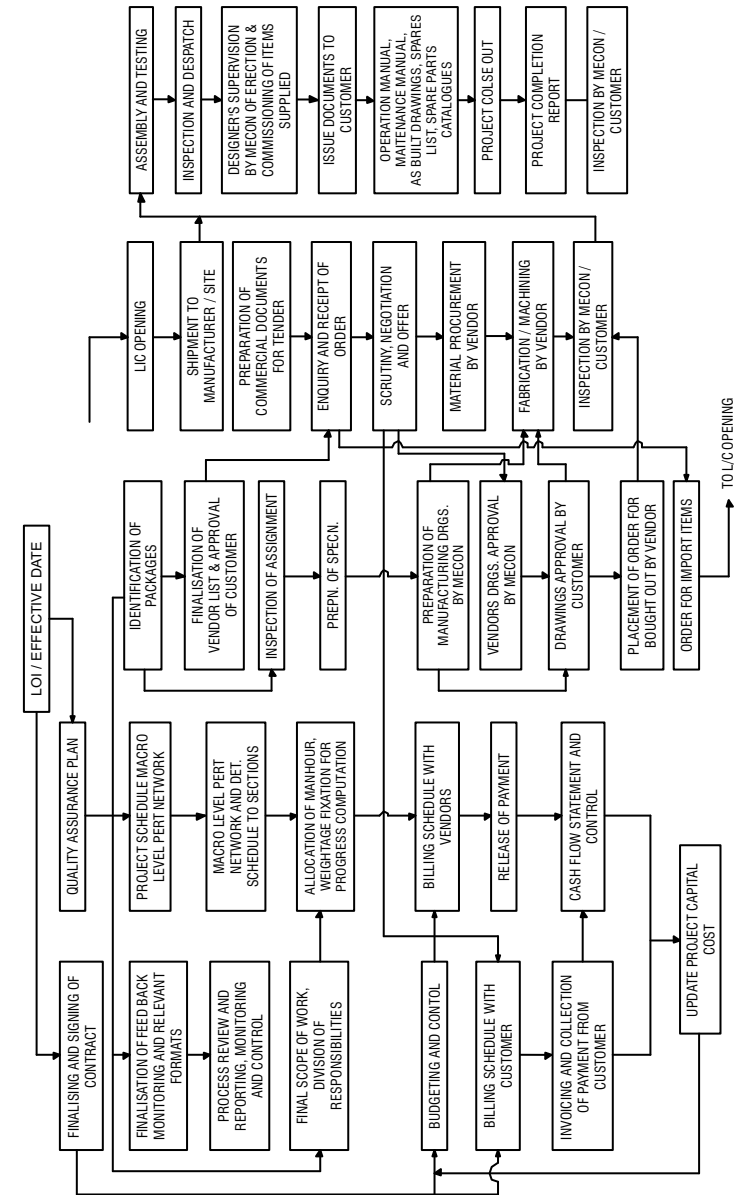 LOI / EFFECTIVE DATE
FINALISING AND SIGNING OF
CONTRACT
FINALISATION OF FEED BACK
MONITORING AND RELEVANT
FORMATS
PROCESS REVIEW AND
REPORTING, MONITORING
AND CONTROL
FINAL SCOPE OF WORK,
DIVISION OF
RESPONSIBILITIES
BUDGETING AND CONTOL
BILLING SCHEDULE WITH
CUSTOMER
INVOICING AND COLLECTION
OF PAYMENT FROM
CUSTOMER
UPDATE PROJECT CAPITAL
COST
QUALITY ASSURANCE PLAN
PROJECT SCHEDULE MACRO
LEVEL PERT NETWORK
MACRO LEVEL PERT
NETWORK AND DET.
SCHEDULE TO SECTIONS
ALLOCATION OF MANHOUR,
WEIGHTAGE FIXATION FOR
PROGRESS COMPUTATION
BILLING SCHEDULE WITH
VENDORS
RELEASE OF PAYMENT
CASH FLOW STATEMENT AND
CONTROL
IDENTIFICATION OF
PACKAGES
FINALISATION OF
VENDOR LIST & APPROVAL
OF CUSTOMER
INSPECTION OF ASSIGNMENT
PREPN. OF SPECN.
PREPARATION OF
MANUFACTURING DRGS.
BY MECON
VENDORS DRGS. APPROVAL
BY MECON
DRAWINGS APPROVAL BY
CUSTOMER
PLACEMENT OF ORDER FOR
BOUGHT OUT BY VENDOR
ORDER FOR IMPORT ITEMS
TO L/C OPENING
LIC OPENING
SHIPMENT TO
MANUFACTURER / SITE
PREPARATION OF
COMMERCIAL DOCUMENTS
FOR TENDER
ENQUIRY AND RECEIPT OF
ORDER
SCRUTINY, NEGOTIATION
AND OFFER
MATERIAL PROCUREMENT
BY VENDOR
FABRICATION / MACHINING
BY VENDOR
INSPECTION BY MECON /
CUSTOMER
ASSEMBLY AND TESTING
INSPECTION AND DESPATCH
DESIGNER'S SUPERVISION
BY MECON OF ERECTION &
COMMISSIONING OF ITEMS
SUPPLIED
ISSUE DOCUMENTS TO
CUSTOMER
OPERATION MANUAL,
MAITENANCE MANUAL,
AS BUILT DRAWINGS, SPARES
LIST, SPARE PARTS
CATALOGUES
PROJECT COLSE OUT
PROJECT COMPLETION
REPORT
INSPECTION BY MECON /
CUSTOMER